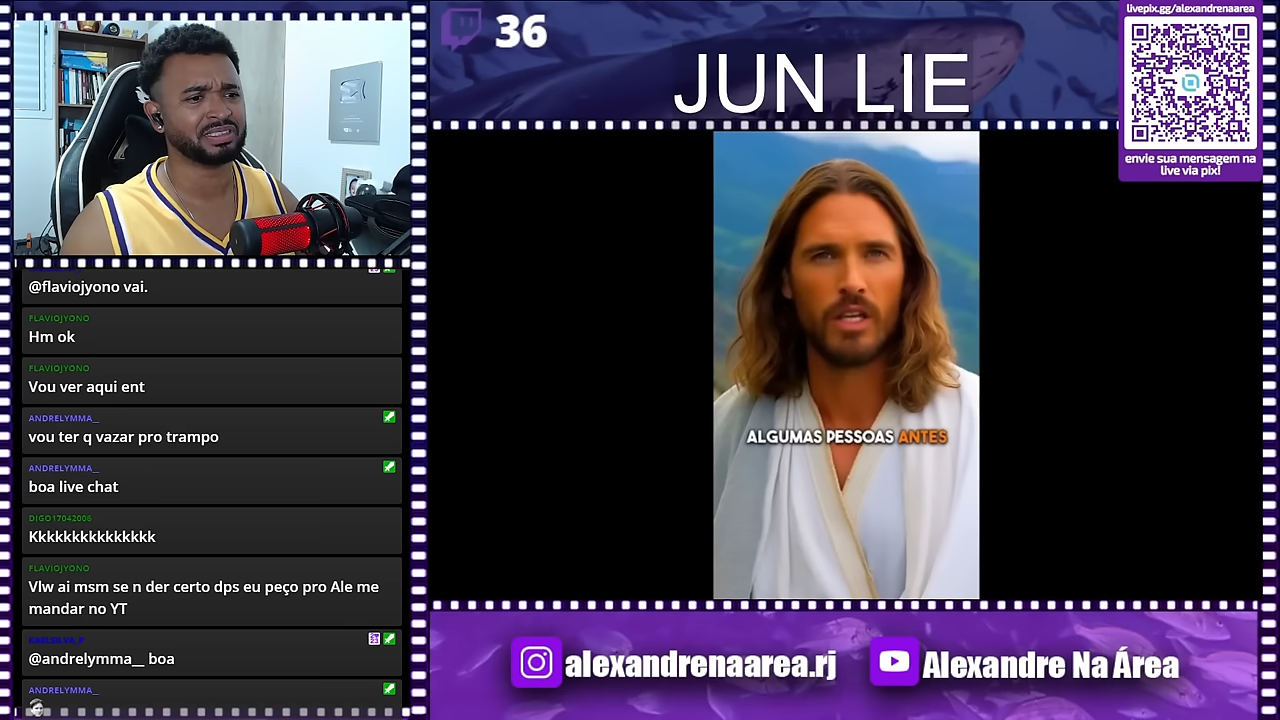 36
JUN LIE
livepix.gg/alexandrenaarea
envie sua mensagem na
live via pix!
@flaviojyono vai.
FLAVIOJYONO
Hm ok
FLAVIOJYONO
Vou ver aqui ent
ANDRELYMMA__
vou ter q vazar pro trampo
ANDRELYMMA__
boa live chat
DIGO17042006
Kkkkkkkkkkkkkkk
FLAVIOJYONO
Vlw ai msm se n der certo dps eu peço pro Ale me
mandar no YT
@andrelymma__ boa
ANDRELYMMA__
ALGUMAS PESSOAS ANTES
alexandrenaarea.rj
Alexandre Na Área